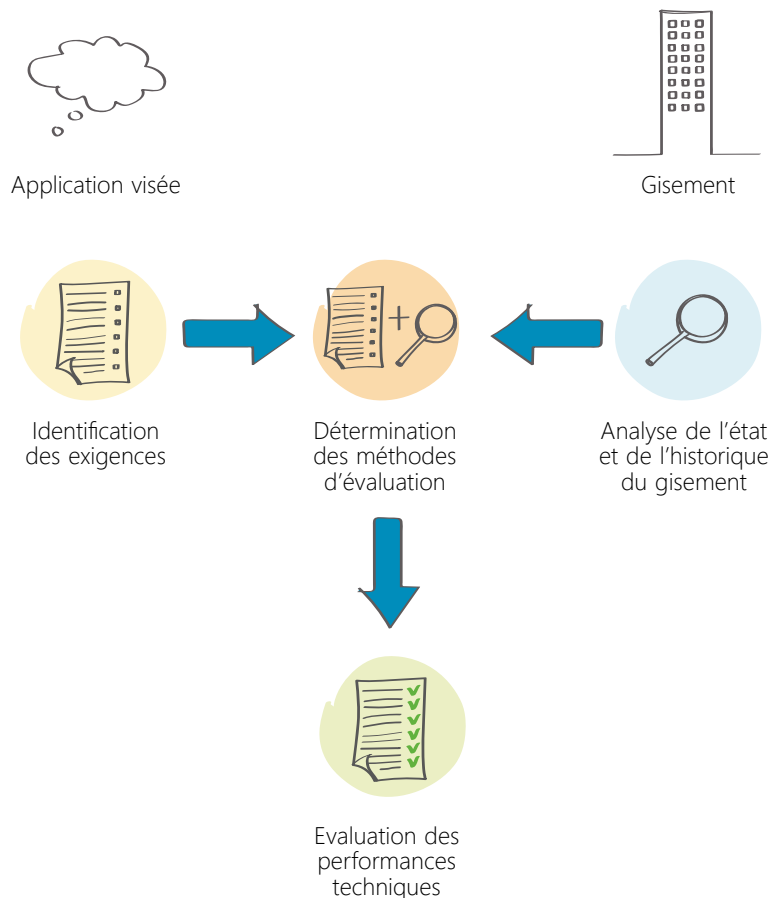 Application visée
Gisement
Identification
des exigences
Détermination
des méthodes
d'évaluation
Analyse de l'état
et de l'historique
du gisement
Evaluation des
performances
techniques